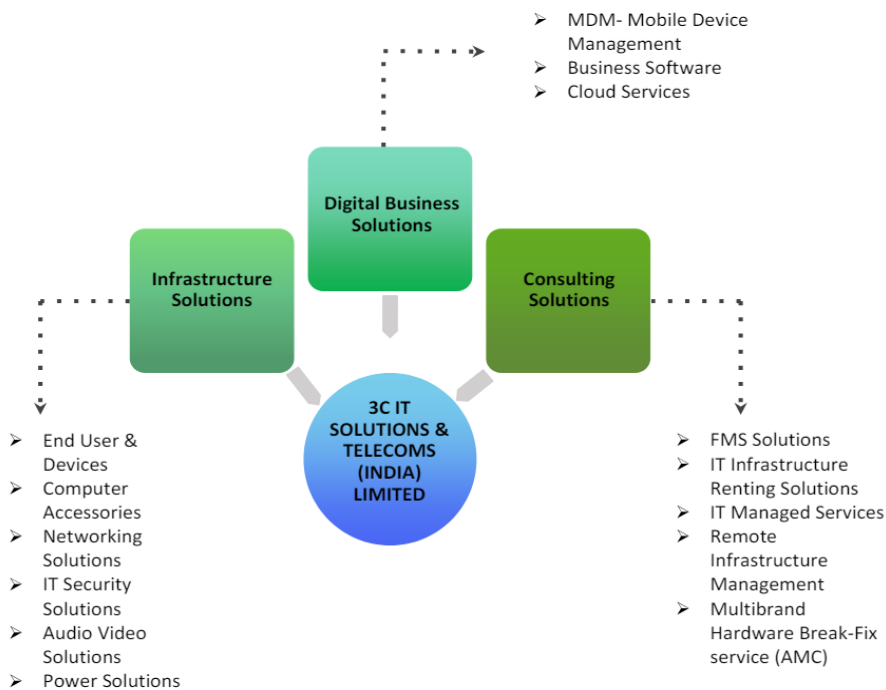 MDM- Mobile Device
Management
Business Software
Cloud Services
Digital Business
Solutions
Infrastructure
Solutions
Consulting
Solutions
3C IT
SOLUTIONS &
TELECOMS
(INDIA)
LIMITED
End User &
Devices
Computer
Accessories
Networking
Solutions
IT Security
Solutions
Audio Video
Solutions
Power Solutions
FMS Solutions
IT Infrastructure
Renting Solutions
IT Managed Services
Remote
Infrastructure
Management
Multibrand
Hardware Break-Fix
service (AMC)